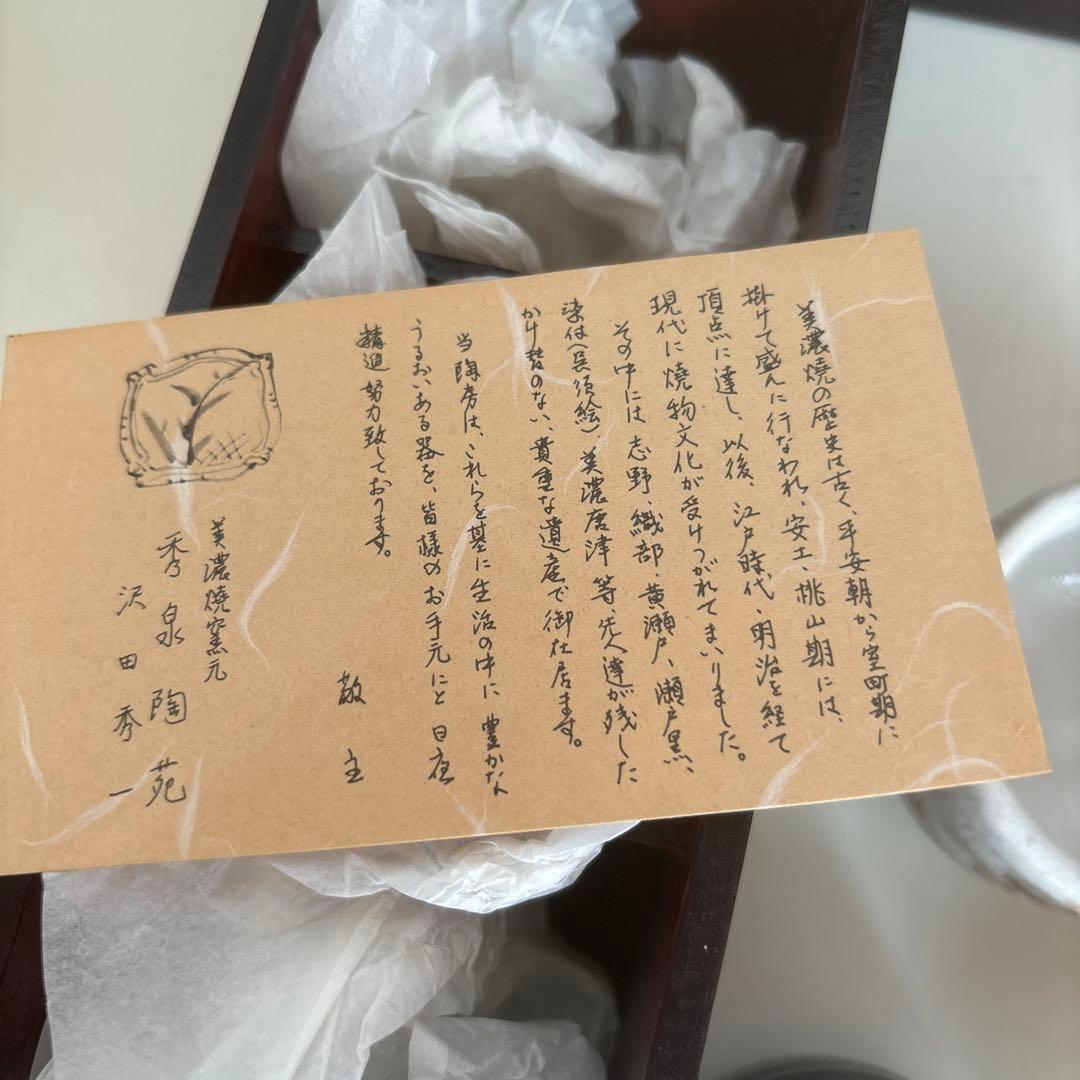 美濃焼の歴史は古く、平安朝から室町期に
掛けて盛んに行なわれ、安土、桃山期には、
頂点に達し、以後、江戸時代、明治を経て
現代に焼物文化が受けつがれてまいりました。
その中には志野、織部、黄瀬戸、瀬戸黒、
染付(呉須絵)、美濃唐津等、先人達が残した
かけ替のない、貴重な遺産で御在居ます。
当陶房は、これらを基に生活の中に豊かな
うるおいある器を、皆様のお手元にと日夜
精進努力致しております。
敬
主
美濃焼窯元
秀泉陶苑
沢田秀一